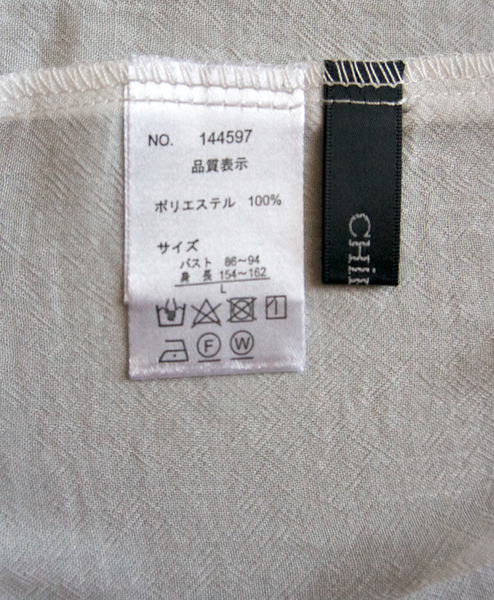 NO. 144597
品質表示
ポリエステル 100%
サイズ
バスト 86～94
身長 154～162
L
F W
CHI